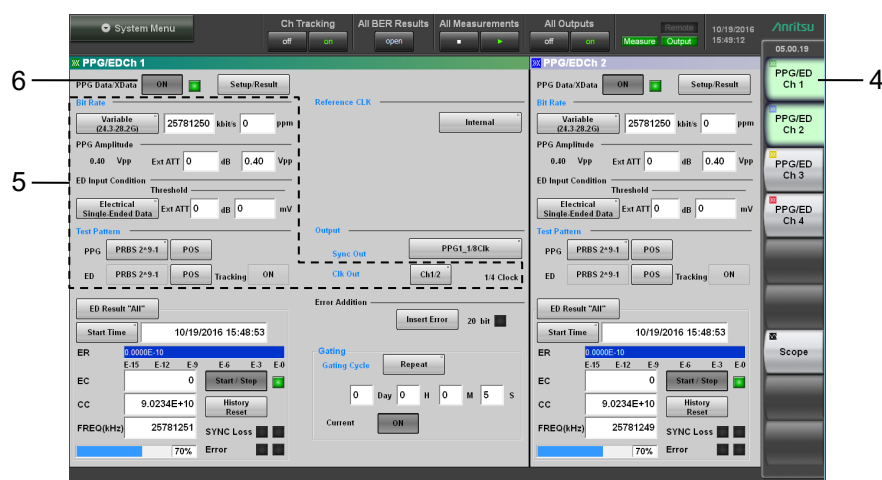 System Menu
Ch Tracking
off on
All BER Results
open
All Measurements
All Outputs
off on
Measure Output
Remote
10/19/2016
15:49:12
Anritsu
05.00.19
PPG/EDCh 1
6
PPG Data/XData ON Setup/Result
Bit Rate
Variable
(24.3-28.2G)
25781250 kbit/s 0 ppm
PPG Amplitude
0.40 Vpp Ext ATT 0 dB 0.40 Vpp
ED Input Condition
Threshold
5
Electrical
Single-Ended Data
Ext ATT 0 dB 0 mV
Test Pattern
PPG PRBS 2^9-1 POS
ED PRBS 2^9-1 POS Tracking ON
Reference CLK
Internal
Output
Sync Out PPG1_1/8Clk
Clk Out Ch1/2 1/4 Clock
ED Result "All"
Start Time 10/19/2016 15:48:53
ER 0.0000E-10
E-15 E-12 E-9 E-6 E-3 E-0
EC 0 Start / Stop
CC 9.0234E+10 History
Reset
FREQ(kHz) 25781251 SYNC Loss
70% Error
Error Addition
Insert Error 20 bit
Gating
Gating Cycle Repeat
0 Day 0 H 0 M 5 S
Current ON
PPG/EDCh 2
PPG Data/XData ON Setup/Result
Bit Rate
Variable
(24.3-28.2G)
25781250 kbit/s 0 ppm
PPG Amplitude
0.40 Vpp Ext ATT 0 dB 0.40 Vpp
ED Input Condition
Threshold
Electrical
Single-Ended Data
Ext ATT 0 dB 0 mV
Test Pattern
PPG PRBS 2^9-1 POS
ED PRBS 2^9-1 POS Tracking ON
ED Result "All"
Start Time 10/19/2016 15:48:53
ER 0.0000E-10
E-15 E-12 E-9 E-6 E-3 E-0
EC 0 Start / Stop
CC 9.0234E+10 History
Reset
FREQ(kHz) 25781249 SYNC Loss
70% Error
PPG/ED
Ch 1
4
PPG/ED
Ch 2
PPG/ED
Ch 3
PPG/ED
Ch 4
Scope